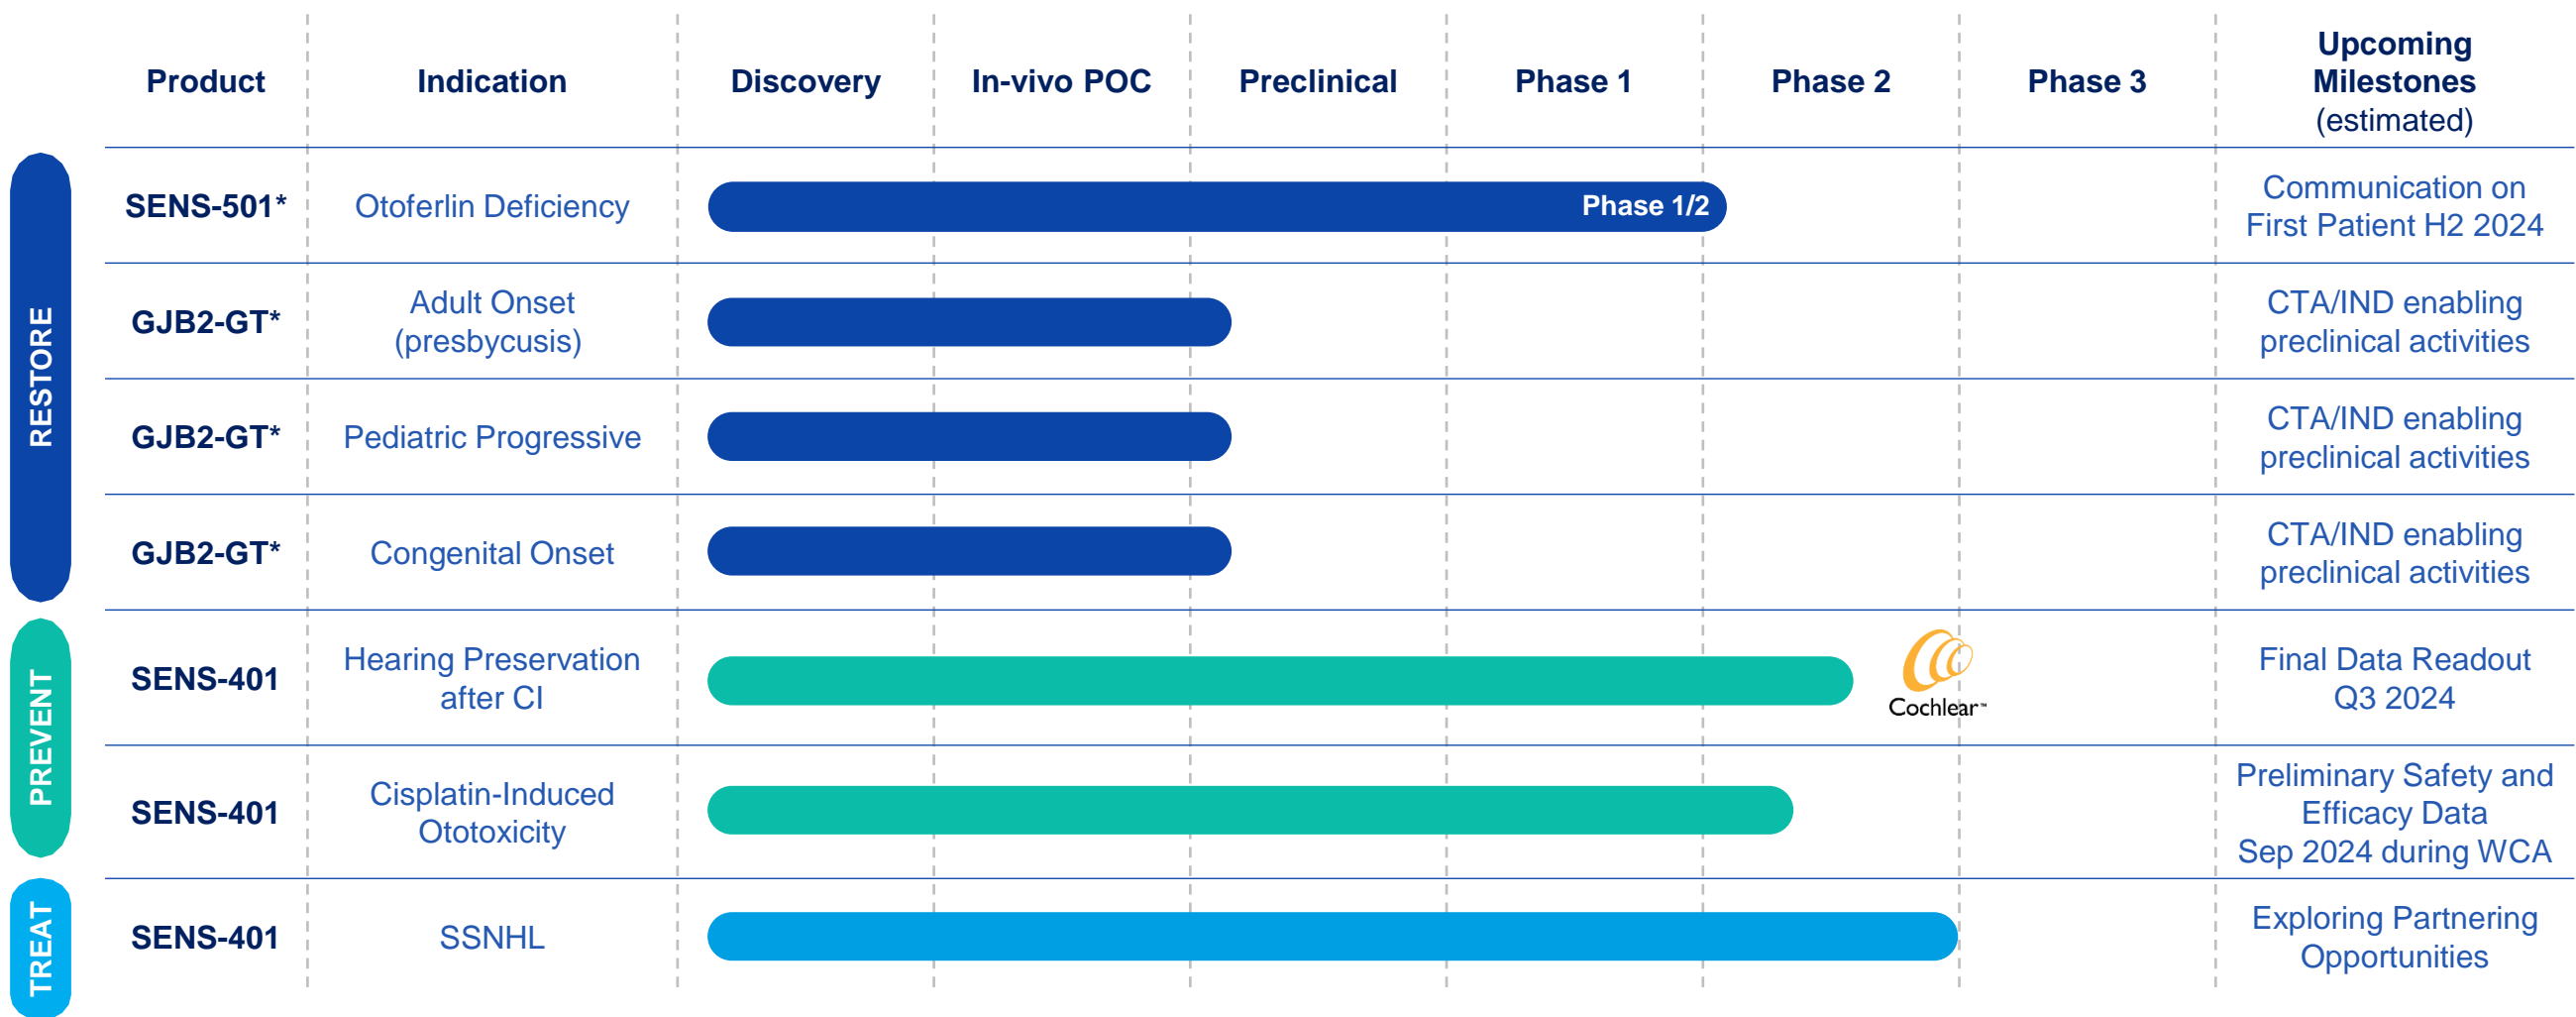 Product
Indication
Discovery
In-vivo POC
Preclinical
Phase 1
Phase 2
Phase 3
Upcoming
Milestones
(estimated)
RESTORE
SENS-501*
Otoferlin Deficiency
Phase 1/2
Communication on
First Patient H2 2024
GJB2-GT*
Adult Onset
(presbycusis)
CTA/IND enabling
preclinical activities
GJB2-GT*
Pediatric Progressive
CTA/IND enabling
preclinical activities
GJB2-GT*
Congenital Onset
CTA/IND enabling
preclinical activities
PREVENT
SENS-401
Hearing Preservation
after CI
Cochlear™
Final Data Readout
Q3 2024
SENS-401
Cisplatin-Induced
Ototoxicity
Preliminary Safety and
Efficacy Data
Sep 2024 during WCA
TREAT
SENS-401
SSNHL
Exploring Partnering
Opportunities